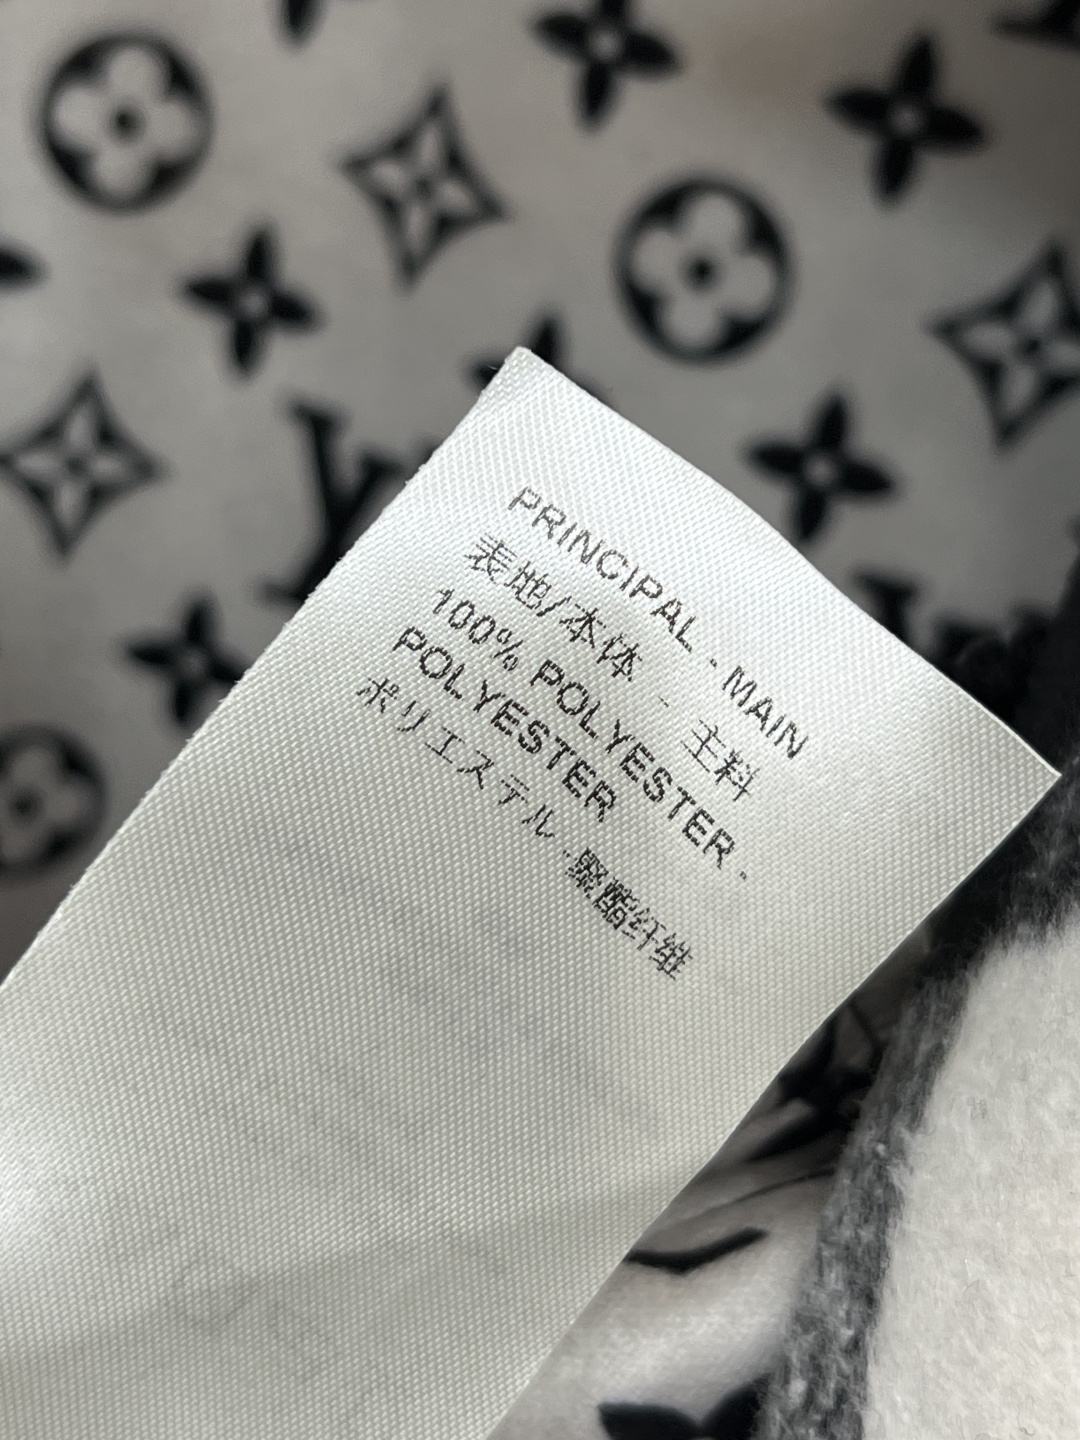 PRINCIPAL - MAIN
表地/本体 - 主料
100% POLYESTER -
POLYESTER
ポリエステル - 聚酯纤维